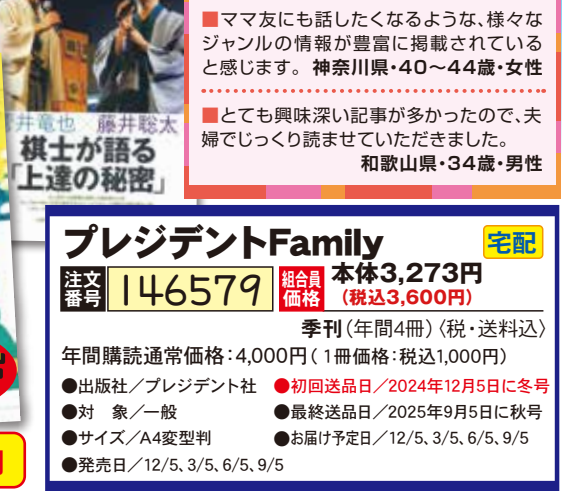 ■ママ友にも話したくなるような、様々な
ジャンルの情報が豊富に掲載されている
と感じます。 神奈川県・40〜44歳・女性
■とても興味深い記事が多かったので、夫
婦でじっくり読ませていただきました。
和歌山県・34歳・男性
井竜也 藤井聡太
棋士が語る
「上達の秘密」
プレジデントFamily 宅配
注文番号 146579 組合員価格 本体3,273円
(税込3,600円)
季刊(年間4冊)〈税・送料込〉
年間購読通常価格:4,000円(1冊価格:税込1,000円)
●出版社/プレジデント社 ●初回送品日/2024年12月5日に冬号
●対 象/一般 ●最終送品日/2025年9月5日に秋号
●サイズ/A4変型判 ●お届け予定日/12/5、3/5、6/5、9/5
●発売日/12/5、3/5、6/5、9/5